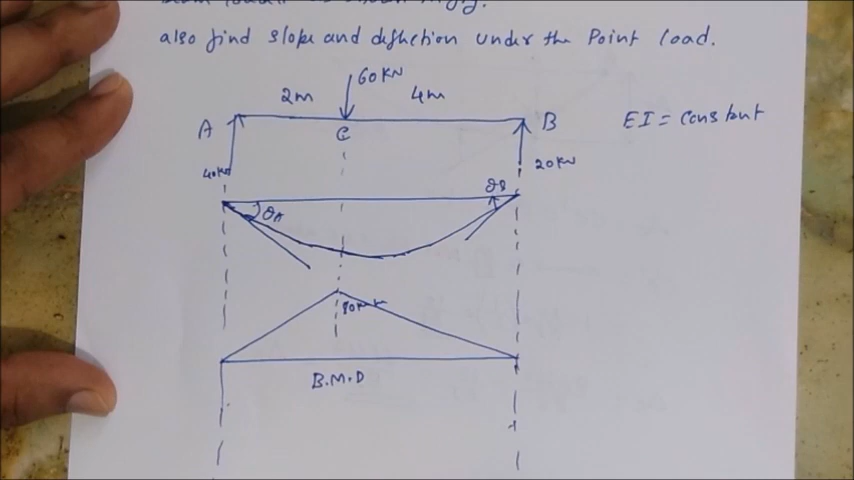 also find slope and deflection under the Point load.
60KN
2m 4m
A C B EI = Constant
40KN 20KN
θB
θA
80KN
B.M.D